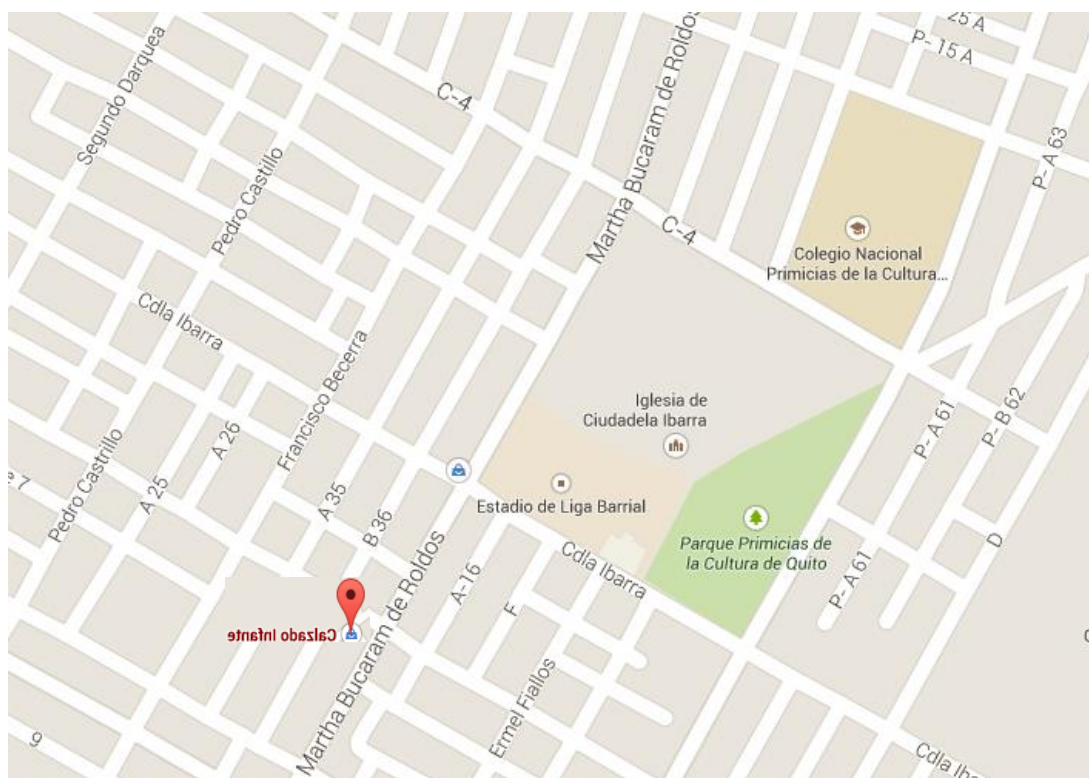 25 A
P- 15 A
C-4
Segundo Darquea
Martha Bucaram de Roldos
Pedro Castillo
P- A 63
C-4
Colegio Nacional
Primicias de la Cultura...
Cdla Ibarra
Francisco Becerra
Iglesia de
Ciudadela Ibarra
A 26
P- A 61
P- B 62
Pedro Castrillo
e 7
A 25
A 35
Estadio de Liga Barrial
B 36
Parque Primicias de
la Cultura de Quito
D
Cdla Ibarra
A-16
F
P- A 61
Calzado Infante
Martha Bucaram de Roldos
Ermel Fiallos
9
Cdla Iba